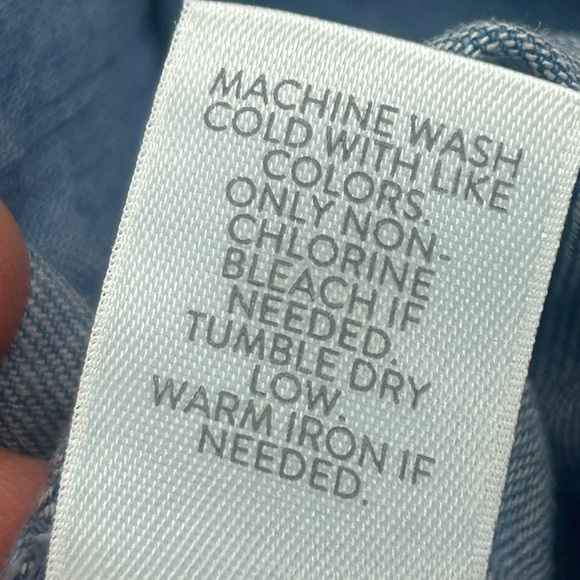 MACHINE WASH
COLD WITH LIKE
COLORS.
ONLY NON-
CHLORINE
BLEACH IF
NEEDED.
TUMBLE DRY
LOW.
WARM IRON IF
NEEDED.